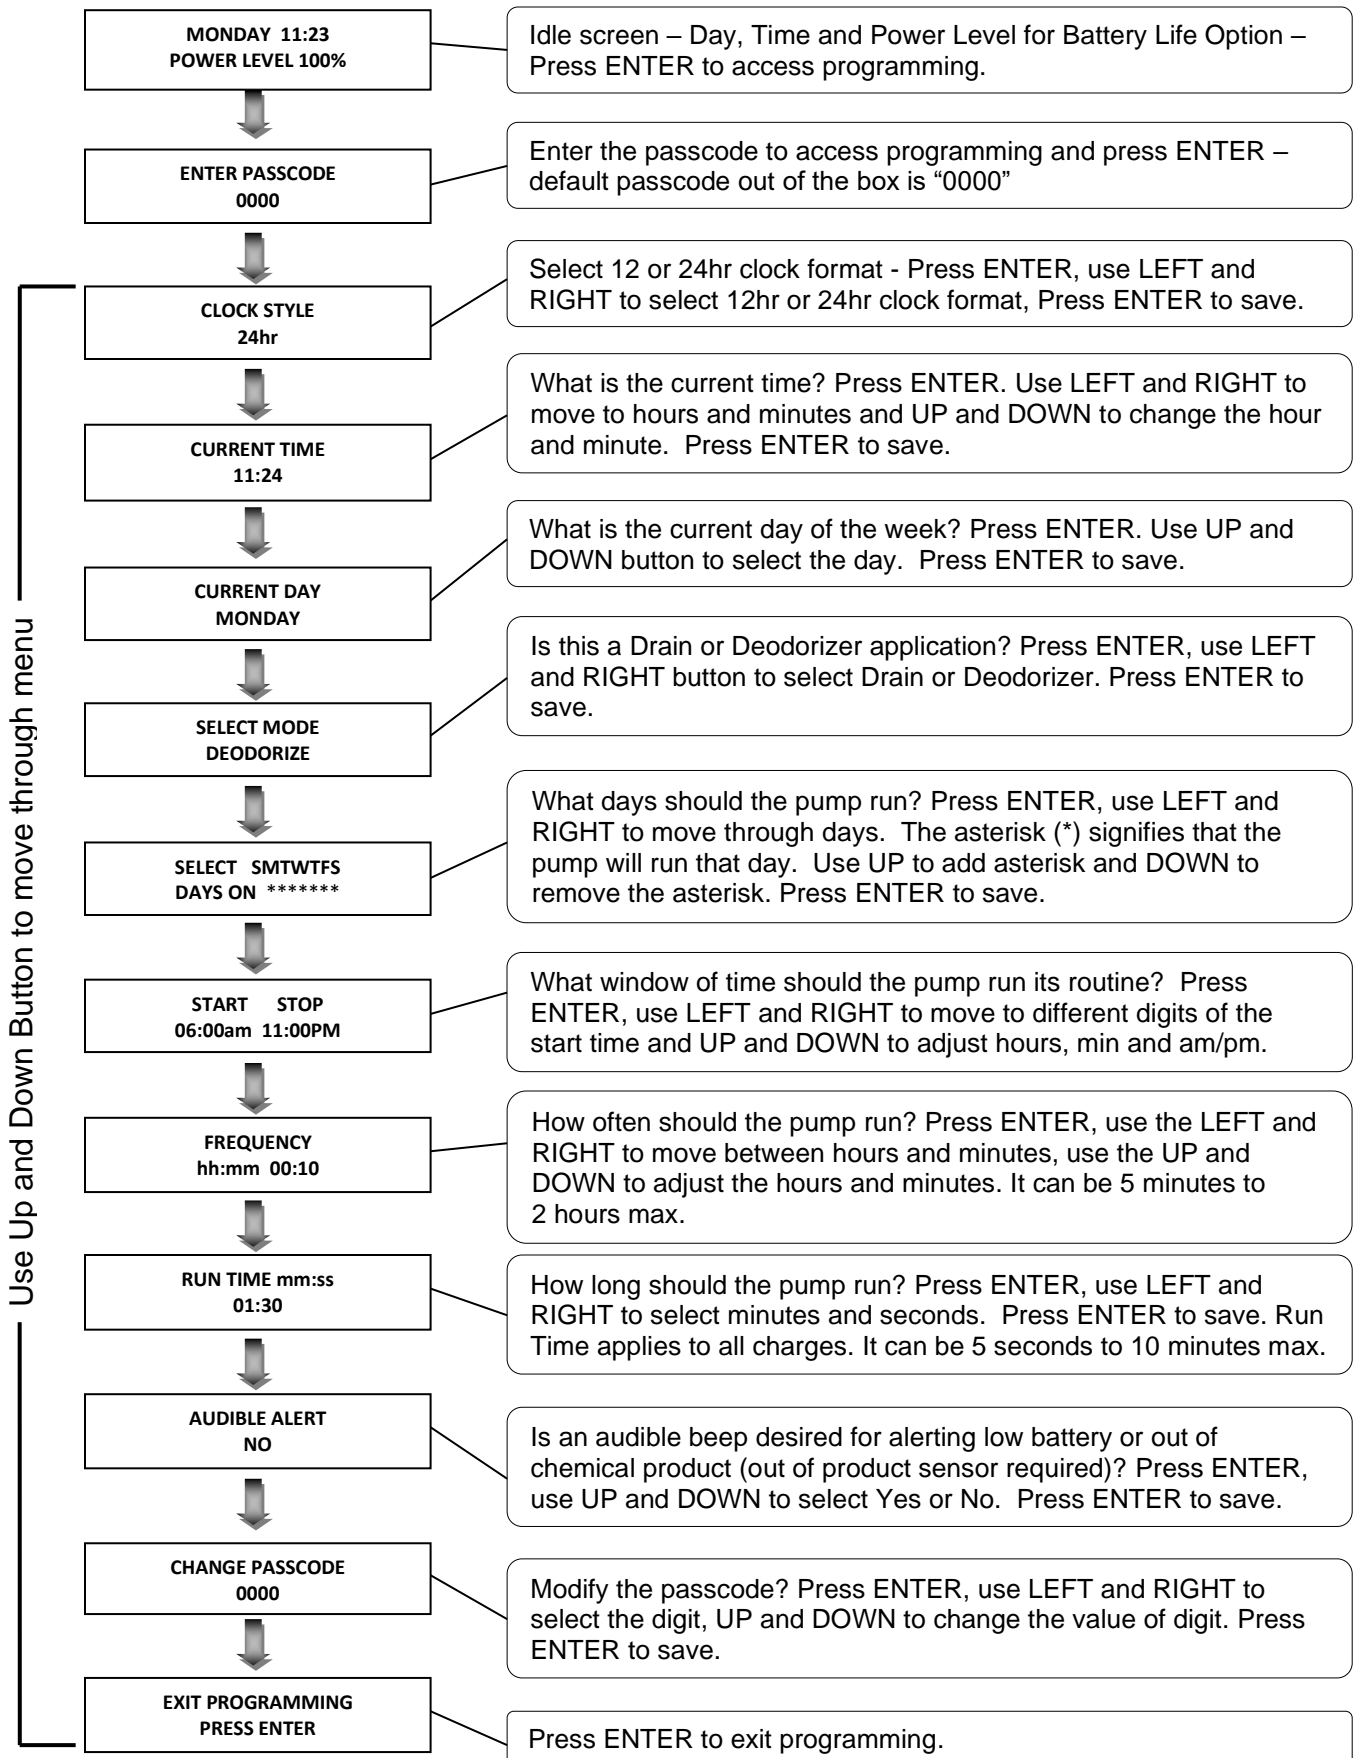 MONDAY 11:23
POWER LEVEL 100%
Idle screen – Day, Time and Power Level for Battery Life Option –
Press ENTER to access programming.
ENTER PASSCODE
0000
Enter the passcode to access programming and press ENTER –
default passcode out of the box is “0000”
Use Up and Down Button to move through menu
CLOCK STYLE
24hr
Select 12 or 24hr clock format - Press ENTER, use LEFT and
RIGHT to select 12hr or 24hr clock format, Press ENTER to save.
CURRENT TIME
11:24
What is the current time? Press ENTER. Use LEFT and RIGHT to
move to hours and minutes and UP and DOWN to change the hour
and minute.  Press ENTER to save.
CURRENT DAY
MONDAY
What is the current day of the week? Press ENTER. Use UP and
DOWN button to select the day.  Press ENTER to save.
SELECT MODE
DEODORIZE
Is this a Drain or Deodorizer application? Press ENTER, use LEFT
and RIGHT button to select Drain or Deodorizer. Press ENTER to
save.
SELECT   SMTWTFS
DAYS ON *******
What days should the pump run? Press ENTER, use LEFT and
RIGHT to move through days.  The asterisk (*) signifies that the
pump will run that day.  Use UP to add asterisk and DOWN to
remove the asterisk. Press ENTER to save.
START      STOP
06:00am 11:00PM
What window of time should the pump run its routine?  Press
ENTER, use LEFT and RIGHT to move to different digits of the
start time and UP and DOWN to adjust hours, min and am/pm.
FREQUENCY
hh:mm  00:10
How often should the pump run? Press ENTER, use the LEFT and
RIGHT to move between hours and minutes, use the UP and
DOWN to adjust the hours and minutes. It can be 5 minutes to
2 hours max.
RUN TIME mm:ss
01:30
How long should the pump run? Press ENTER, use LEFT and
RIGHT to select minutes and seconds.  Press ENTER to save. Run
Time applies to all charges. It can be 5 seconds to 10 minutes max.
AUDIBLE ALERT
NO
Is an audible beep desired for alerting low battery or out of
chemical product (out of product sensor required)? Press ENTER,
use UP and DOWN to select Yes or No.  Press ENTER to save.
CHANGE PASSCODE
0000
Modify the passcode? Press ENTER, use LEFT and RIGHT to
select the digit, UP and DOWN to change the value of digit. Press
ENTER to save.
EXIT PROGRAMMING
PRESS ENTER
Press ENTER to exit programming.